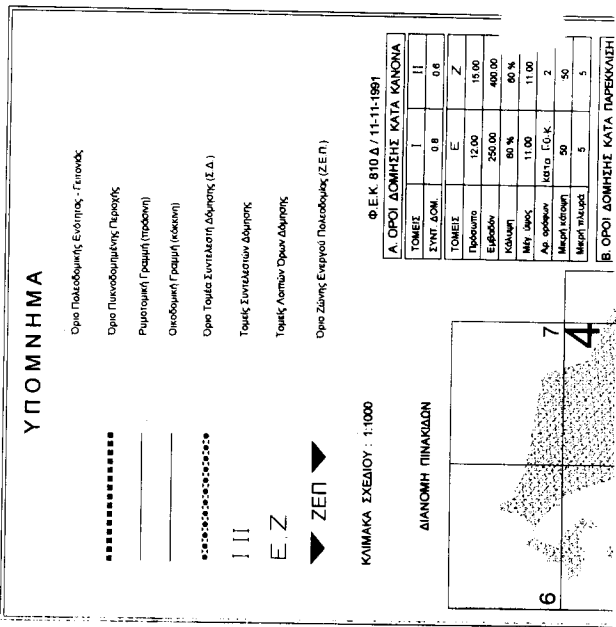 ΥΠΟΜΝΗΜΑ
Όριο Πολεοδομικής Ενότητας - Γειτονιάς
Όριο Πυκνοδομημένης Περιοχής
Ρυμοτομική Γραμμή (πράσινη)
Οικοδομική Γραμμή (κόκκινη)
Όριο Τομέα Συντελεστή Δόμησης (Σ.Δ.)
Ι ΙΙ Τομείς Συντελεστών Δόμησης
Ε, Ζ Τομείς Λοιπών Όρων Δόμησης
ΖΕΠ Όριο Ζώνης Ενεργού Πολεοδομίας (Ζ.Ε.Π.)
ΚΛΙΜΑΚΑ ΣΧΕΔΙΟΥ : 1:1000
ΔΙΑΝΟΜΗ ΠΙΝΑΚΙΔΩΝ
6
7
4
Φ.Ε.Κ. 810 Δ / 11-11-1991
Α. ΟΡΟΙ ΔΟΜΗΣΗΣ ΚΑΤΑ ΚΑΝΟΝΑ
ΤΟΜΕΙΣ Ι ΙΙ
ΣΥΝΤ. ΔΟΜ. 0.8 0.6
ΤΟΜΕΙΣ Ε Ζ
Πρόσωπο 12.00 15.00
Εμβαδόν 250.00 400.00
Κάλυψη 60 % 60 %
Μέγ. ύψος 11.00 11.00
Αρ. ορόφων κατα Γ.Ο.Κ. 2
Μικρή κάτοψη 50 50
Μικρή πλευρά 5 5
Β. ΟΡΟΙ ΔΟΜΗΣΗΣ ΚΑΤΑ ΠΑΡΕΚΚΛΙΣΗ